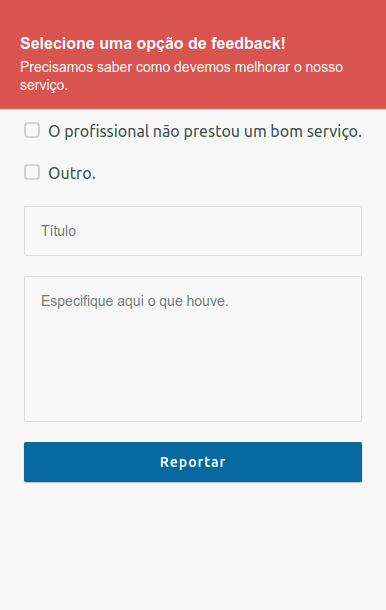 Selecione uma opção de feedback!
Precisamos saber como devemos melhorar o nosso
serviço.
O profissional não prestou um bom serviço.
Outro.
Título
Especifique aqui o que houve.
Reportar